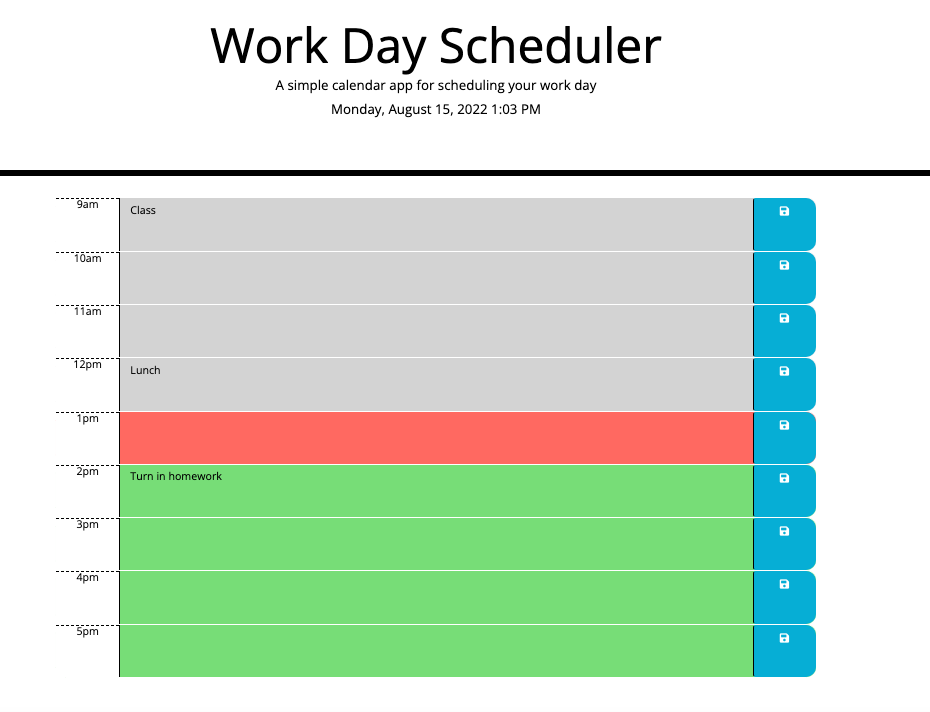 Work Day Scheduler
A simple calendar app for scheduling your work day
Monday, August 15, 2022 1:03 PM
9am
Class
10am
11am
12pm
Lunch
1pm
2pm
Turn in homework
3pm
4pm
5pm